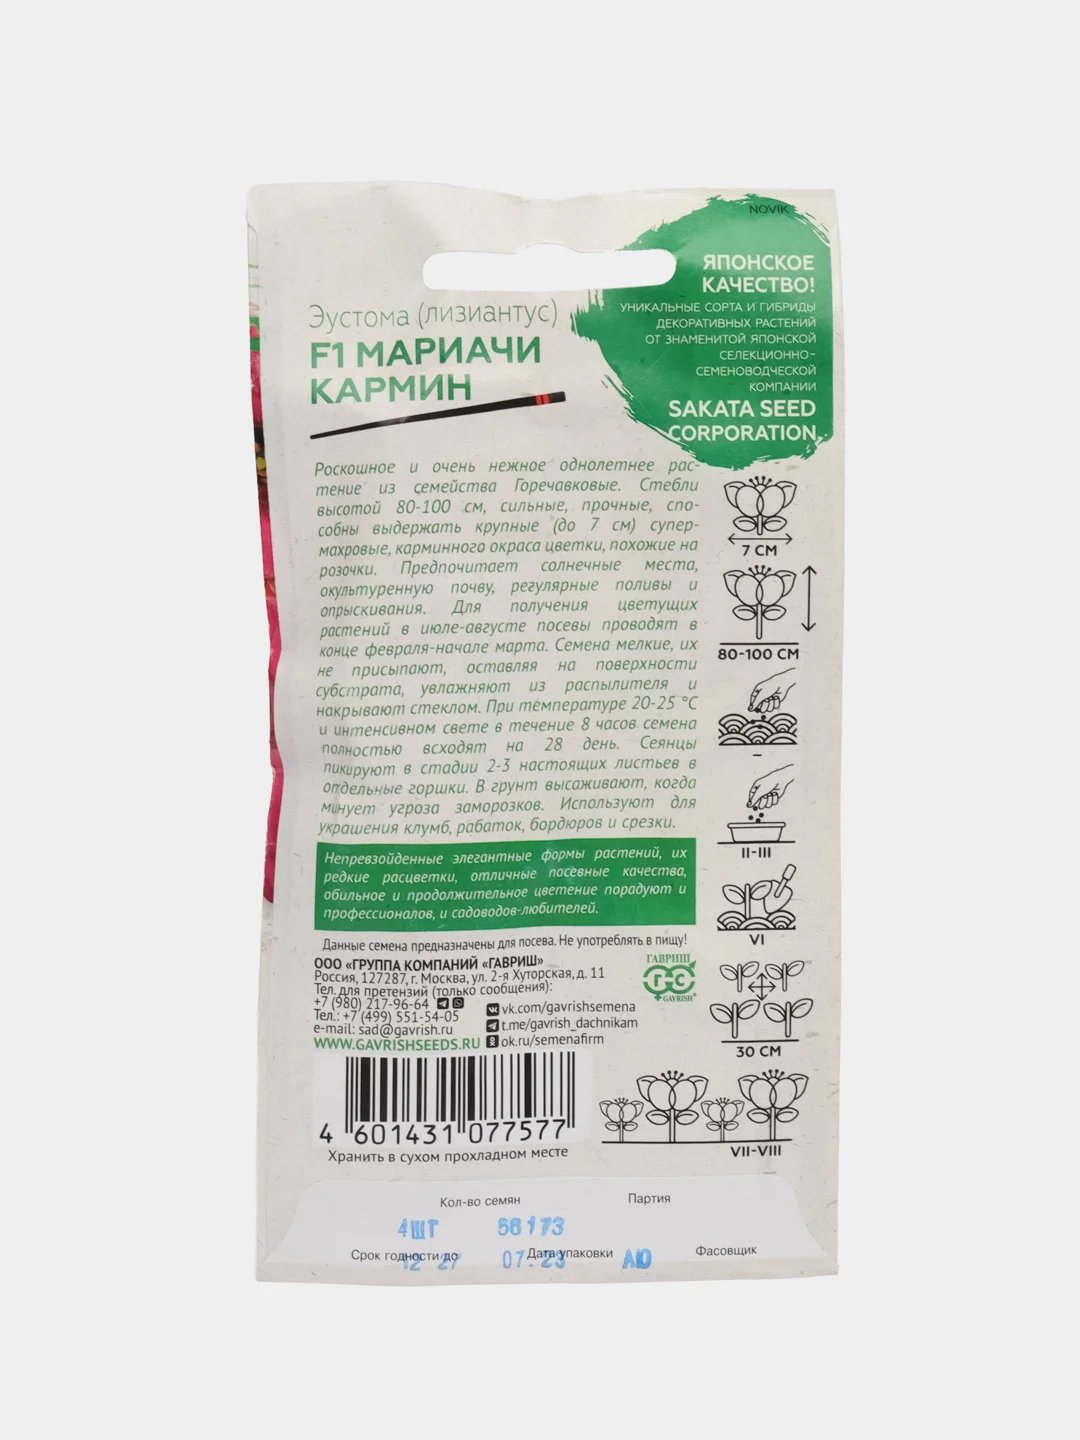 NOVIK
ЯПОНСКОЕ
КАЧЕСТВО!
УНИКАЛЬНЫЕ СОРТА И ГИБРИДЫ
ДЕКОРАТИВНЫХ РАСТЕНИЙ
ОТ ЗНАМЕНИТОЙ ЯПОНСКОЙ
СЕЛЕКЦИОННО-
СЕМЕНОВОДЧЕСКОЙ
КОМПАНИИ
SAKATA SEED
CORPORATION
Эустома (лизиантус)
F1 МАРИАЧИ
КАРМИН
Роскошное и очень нежное однолетнее рас-
тение из семейства Горечавковые. Стебли
высотой 80-100 см, сильные, прочные, спо-
собны выдержать крупные (до 7 см) супер-
махровые, карминного окраса цветки, похожие на
розочки. Предпочитает солнечные места,
окультуренную почву, регулярные поливы и
опрыскивания. Для получения цветущих
растений в июле-августе посевы проводят в
конце февраля-начале марта. Семена мелкие, их
не присыпают, оставляя на поверхности
субстрата, увлажняют из распылителя и
накрывают стеклом. При температуре 20-25 °С
и интенсивном свете в течение 8 часов семена
полностью всходят на 28 день. Сеянцы
пикируют в стадии 2-3 настоящих листьев в
отдельные горшки. В грунт высаживают, когда
минует угроза заморозков. Используют для
украшения клумб, рабаток, бордюров и срезки.
Непревзойденные элегантные формы растений, их
редкие расцветки, отличные посевные качества,
обильное и продолжительное цветение порадуют и
профессионалов, и садоводов-любителей.
Данные семена предназначены для посева. Не употреблять в пищу!
ООО «ГРУППА КОМПАНИЙ «ГАВРИШ»
Россия, 127287, г. Москва, ул. 2-я Хуторская, д. 11
Тел. для претензий (только сообщения):
+7 (980) 217-96-64
Тел.: +7 (499) 551-54-05
e-mail: sad@gavrish.ru
WWW.GAVRISHSEEDS.RU
vk.com/gavrishsemena
t.me/gavrish_dachnikam
ok.ru/semenafirm
ГАВРИШ
Г-С
GAVRISH®
7 СМ
80-100 СМ
–
II-III
VI
30 СМ
VII-VIII
4 601431 077577
Хранить в сухом прохладном месте
Кол-во семян
Партия
4ШТ 56173
Срок годности до
Дата упаковки
Фасовщик
12 27 07.23 АЮ